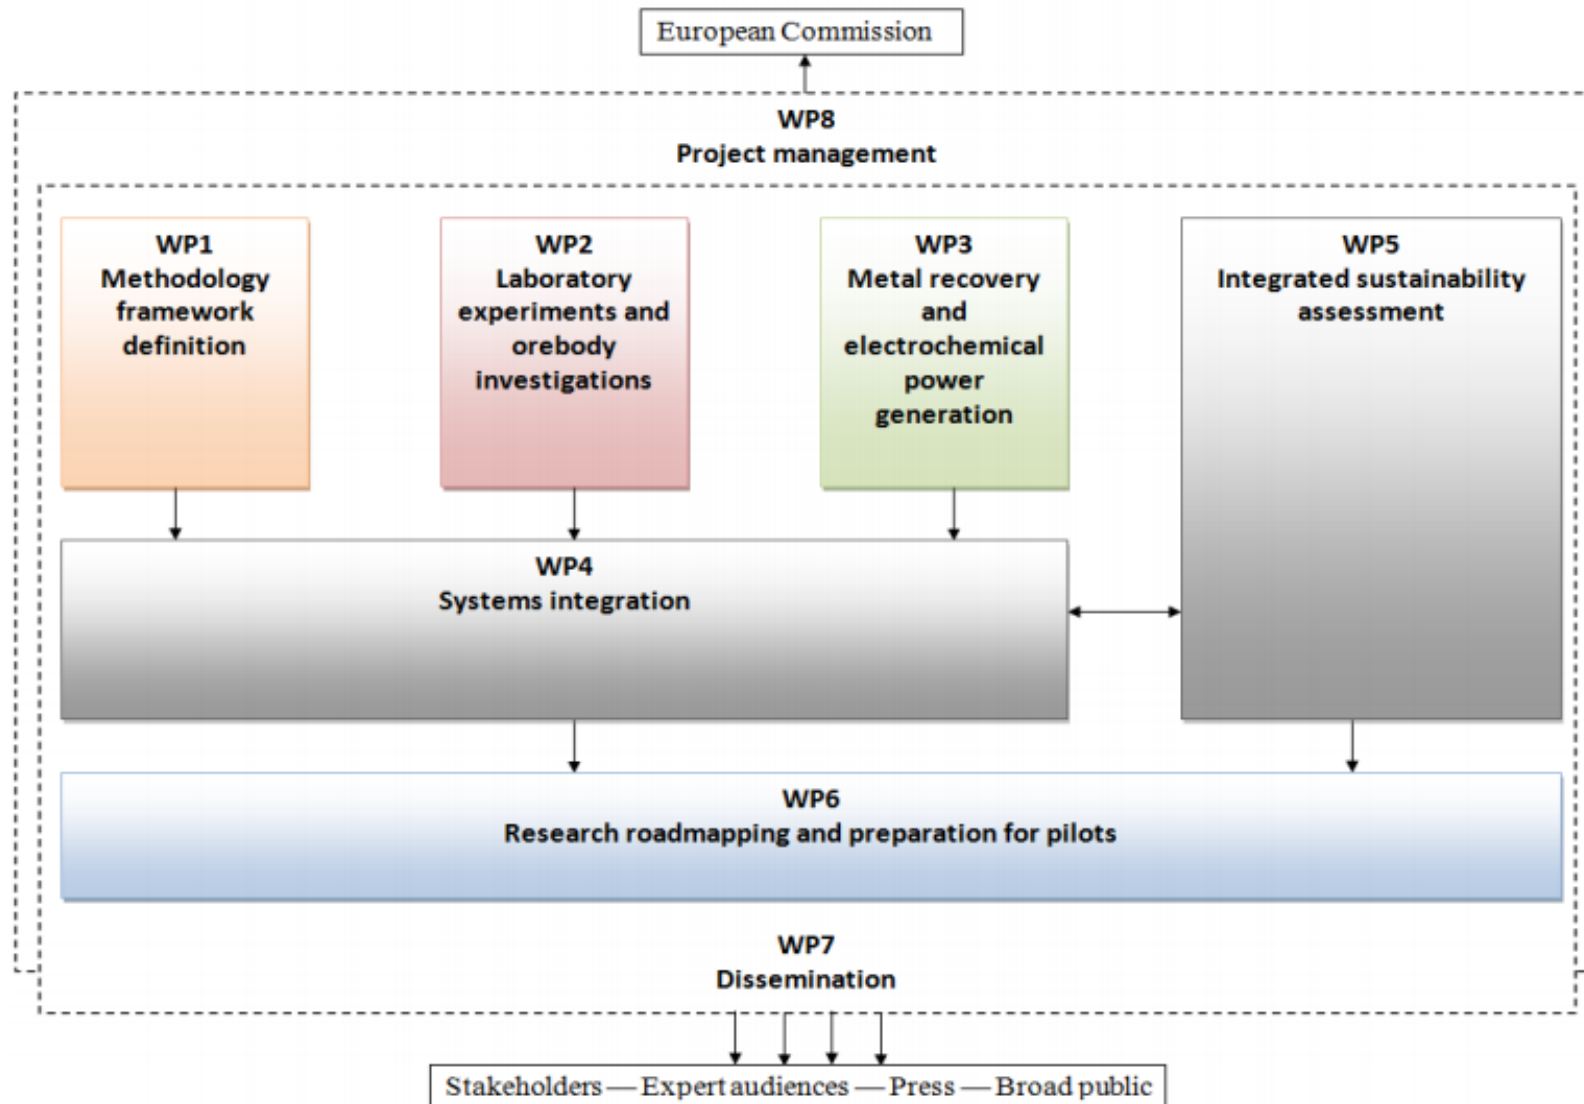 European Commission
WP8
Project management
WP1
Methodology
framework
definition
WP2
Laboratory
experiments and
orebody
investigations
WP3
Metal recovery
and
electrochemical
power
generation
WP5
Integrated sustainability
assessment
WP4
Systems integration
WP6
Research roadmapping and preparation for pilots
WP7
Dissemination
Stakeholders — Expert audiences — Press — Broad public